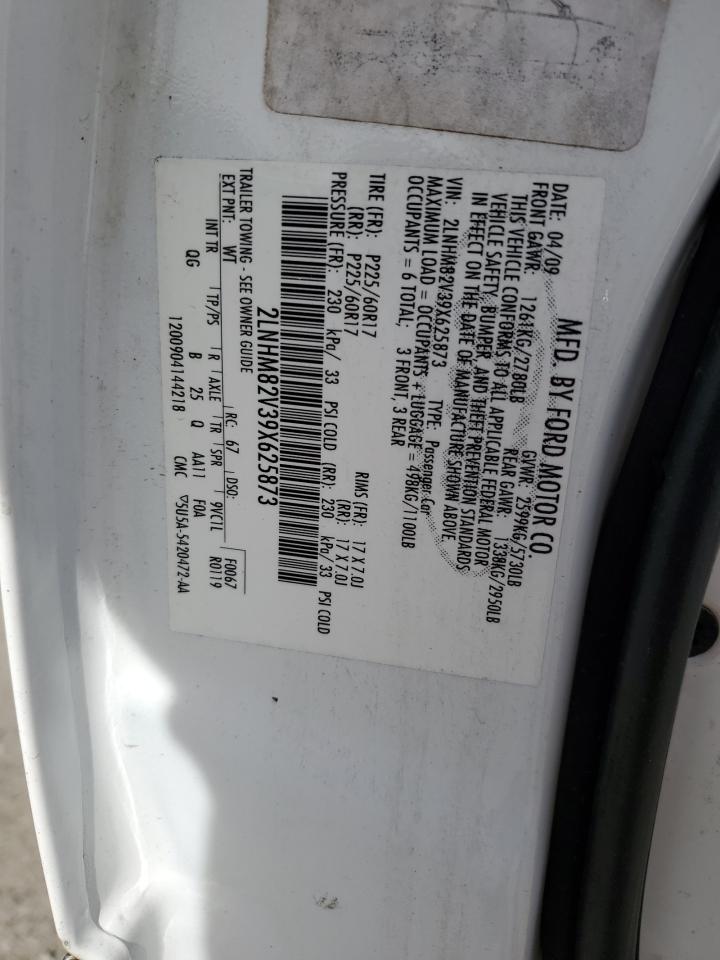 MFD. BY FORD MOTOR CO.
DATE: 04/09 GVWR: 2599KG/5730LB
FRONT GAWR: 1261KG/2780LB REAR GAWR: 1338KG/2950LB
THIS VEHICLE CONFORMS TO ALL APPLICABLE FEDERAL MOTOR
VEHICLE SAFETY, BUMPER, AND THEFT PREVENTION STANDARDS
IN EFFECT ON THE DATE OF MANUFACTURE SHOWN ABOVE.
VIN: 2LNHM82V39X625873 TYPE: Passenger Car
MAXIMUM LOAD = OCCUPANTS + LUGGAGE = 498KG/1100LB
OCCUPANTS = 6 TOTAL; 3 FRONT, 3 REAR
TIRE (FR): P225/60R17 RIMS (FR): 17 X 7.0J
(RR): P225/60R17 (RR): 17 X 7.0J
PRESSURE (FR): 230 kPa/ 33 PSI COLD (RR): 230 kPa/ 33 PSI COLD
2LNHM82V39X625873
TRAILER TOWING - SEE OWNER GUIDE
EXT PNT: WT RC: 67 DSO: F0067
R0119
INT TR TP/PS R AXLE TR SPR 9VC1L
QG B 25 Q AA11 F0A
12009041 44218 CMC ▽5U5A-5420472-AA